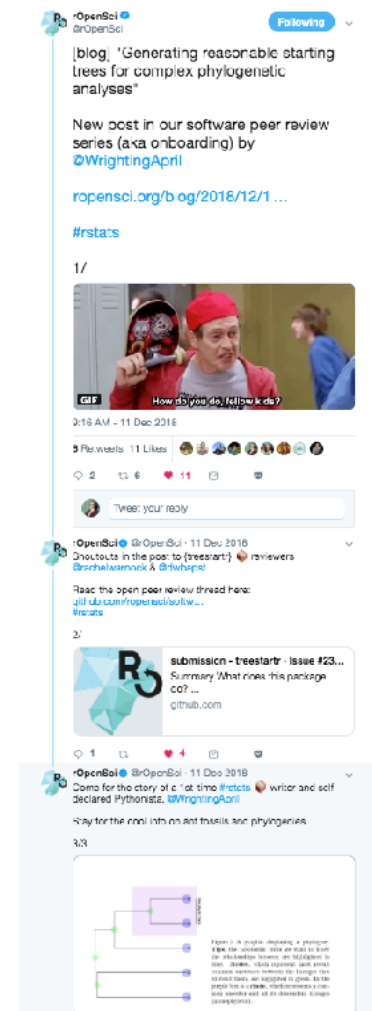 rOpenSci
@rOpenSci
Following
[blog] "Generating reasonable starting
trees for complex phylogenetic
analyses"
New post in our software peer review
series (aka onboarding) by
@WrightingApril
ropensci.org/blog/2018/12/1 ...
#rstats
1/
GIF
How do you do, fellow kids?
9:16 AM - 11 Dec 2018
Retweets 11 Likes
2 6 11
Tweet your reply
rOpenSci @rOpenSci · 11 Dec 2018
Shoutouts in the post to {treestartr} reviewers
@rachelwarnock & @dwbapst
Read the open peer review thread here:
github.com/ropensci/softw...
#rstats
2/
submission - treestartr · Issue #23...
Summary What does this package
do? ...
github.com
1 4
rOpenSci @rOpenSci · 11 Dec 2018
Come for the story of a 1st time #rstats writer and self
declared Pythonista, @WrightingApril
Stay for the cool info on ant fossils and phylogenies
3/3